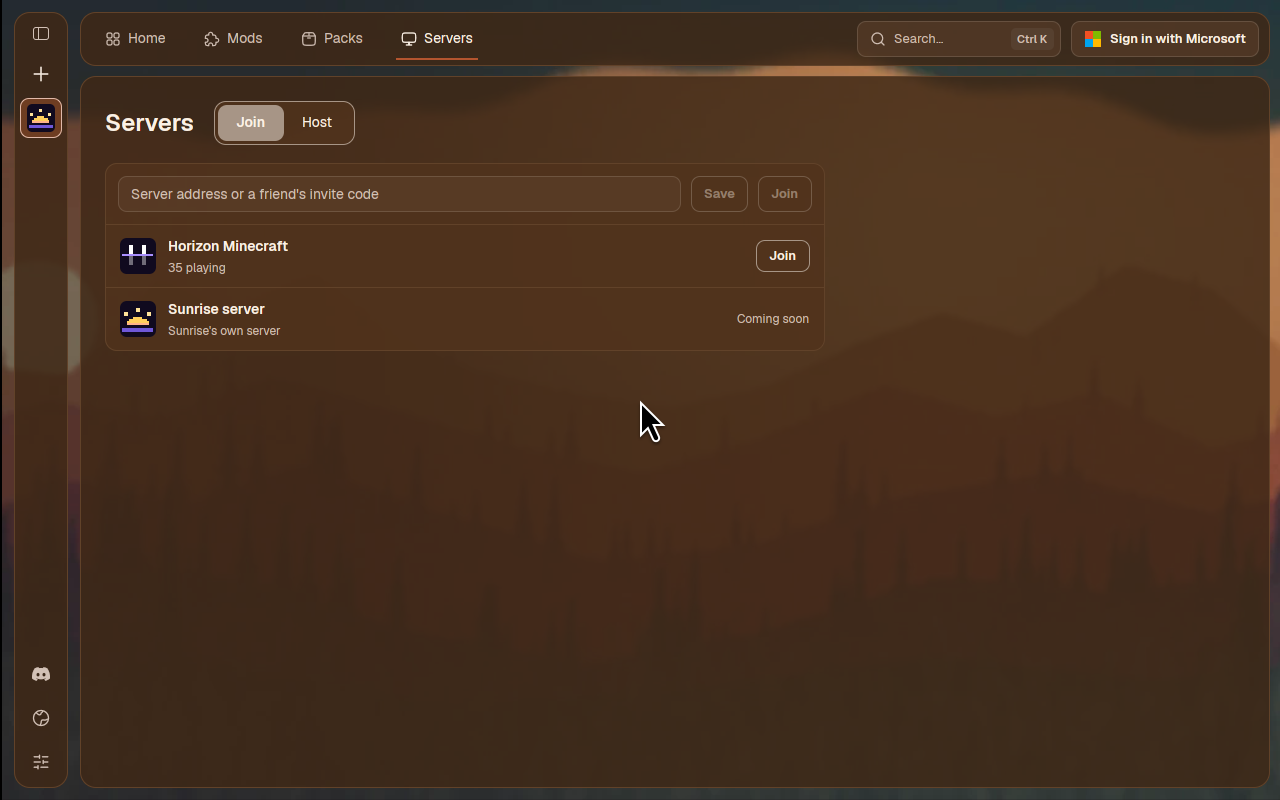 Home
Mods
Packs
Servers
Search...
Ctrl K
Sign in with Microsoft
Servers
Join
Host
Server address or a friend's invite code
Save
Join
Horizon Minecraft
35 playing
Join
Sunrise server
Sunrise's own server
Coming soon